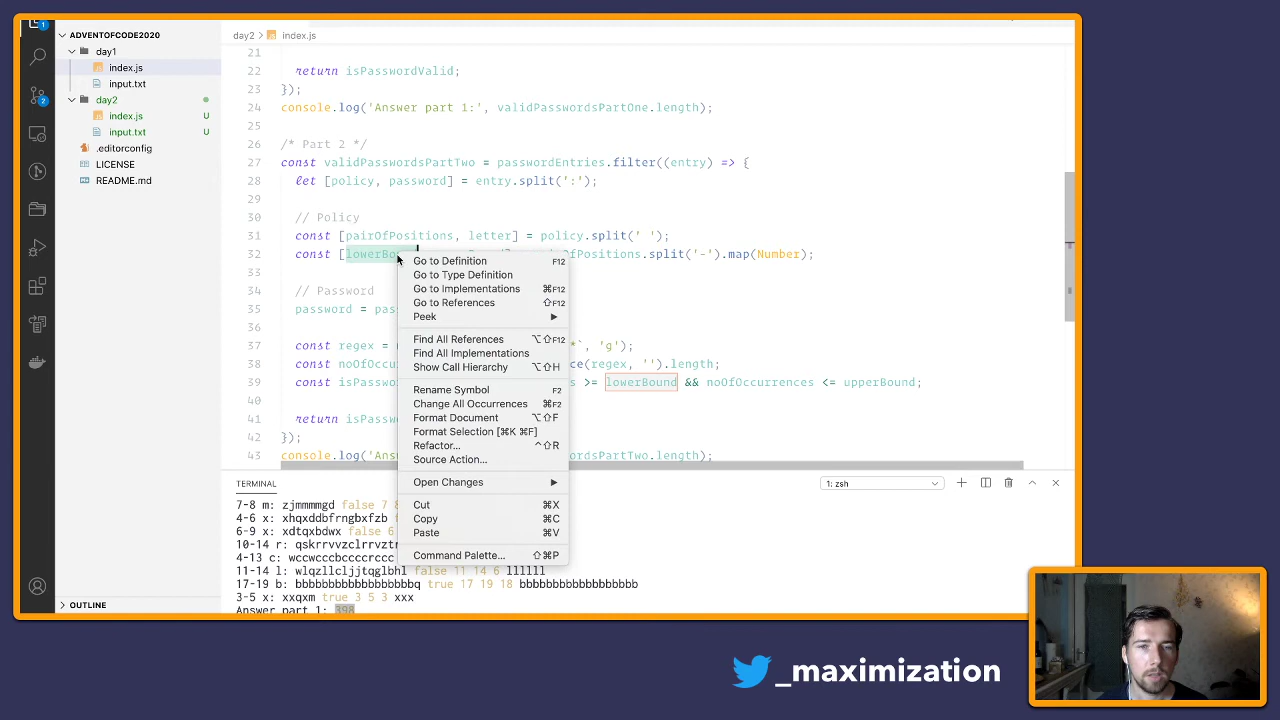 1
ADVENTOFCODE2020
day1
index.js
input.txt
day2
index.js U
input.txt U
.editorconfig
LICENSE
README.md
OUTLINE
2
day2 > index.js
21
22 return isPasswordValid;
23 });
24 console.log('Answer part 1:', validPasswordsPartOne.length);
25
26 /* Part 2 */
27 const validPasswordsPartTwo = passwordEntries.filter((entry) => {
28 let [policy, password] = entry.split(':');
29
30 // Policy
31 const [pairOfPositions, letter] = policy.split(' ');
32 const [lowerBo OfPositions.split('-').map(Number);
33
34 // Password
35 password = pas
36
37 const regex = *`, 'g');
38 const noOfOccu ce(regex, '').length;
39 const isPasswo >= lowerBound && noOfOccurrences <= upperBound;
40
41 return isPassw
42 });
43 console.log('Answ rdsPartTwo.length);
Go to Definition F12
Go to Type Definition
Go to Implementations ⌘F12
Go to References ⇧F12
Peek
Find All References ⌥⇧F12
Find All Implementations
Show Call Hierarchy ⌥⇧H
Rename Symbol F2
Change All Occurrences ⌘F2
Format Document ⌥⇧F
Format Selection [⌘K ⌘F]
Refactor... ^⇧R
Source Action...
Open Changes
Cut ⌘X
Copy ⌘C
Paste ⌘V
Command Palette... ⇧⌘P
TERMINAL
1: zsh
7-8 m: zjmmmmgd false 7 8
4-6 x: xhqxddbfrngbxfzb
6-9 x: xdtqxbdwx false 6
10-14 r: qskrrvvzclrrvztr
4-13 c: wccwcccbccccrccc
11-14 l: wlqzllcljjtqglbhl false 11 14 6 llllll
17-19 b: bbbbbbbbbbbbbbbbbbq true 17 19 18 bbbbbbbbbbbbbbbbbb
3-5 x: xxqxm true 3 5 3 xxx
Answer part 1: 398
_maximization